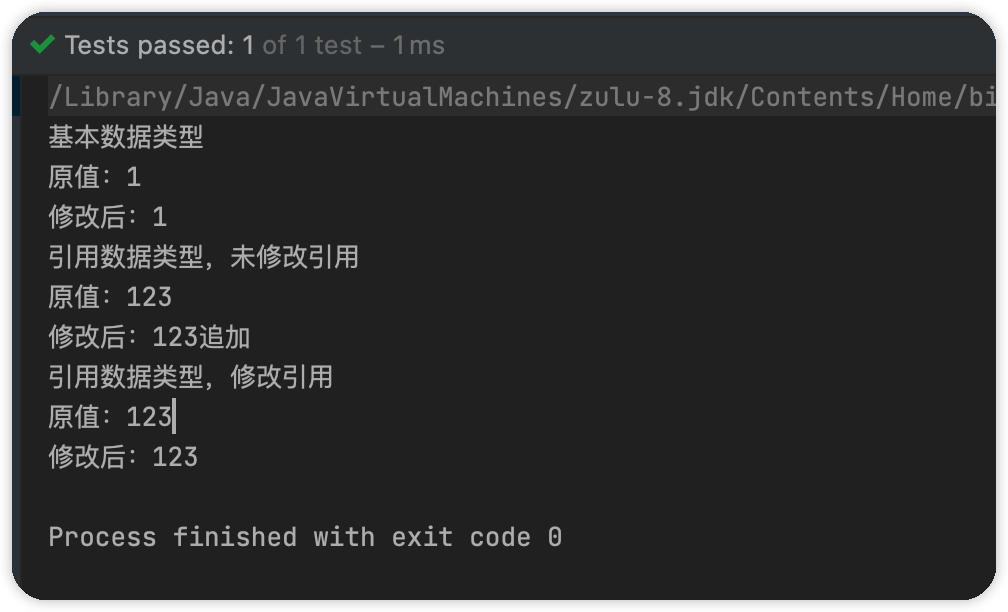 Tests passed: 1 of 1 test – 1 ms
/Library/Java/JavaVirtualMachines/zulu-8.jdk/Contents/Home/bi
基本数据类型
原值：1
修改后：1
引用数据类型，未修改引用
原值：123
修改后：123追加
引用数据类型，修改引用
原值：123
修改后：123
Process finished with exit code 0